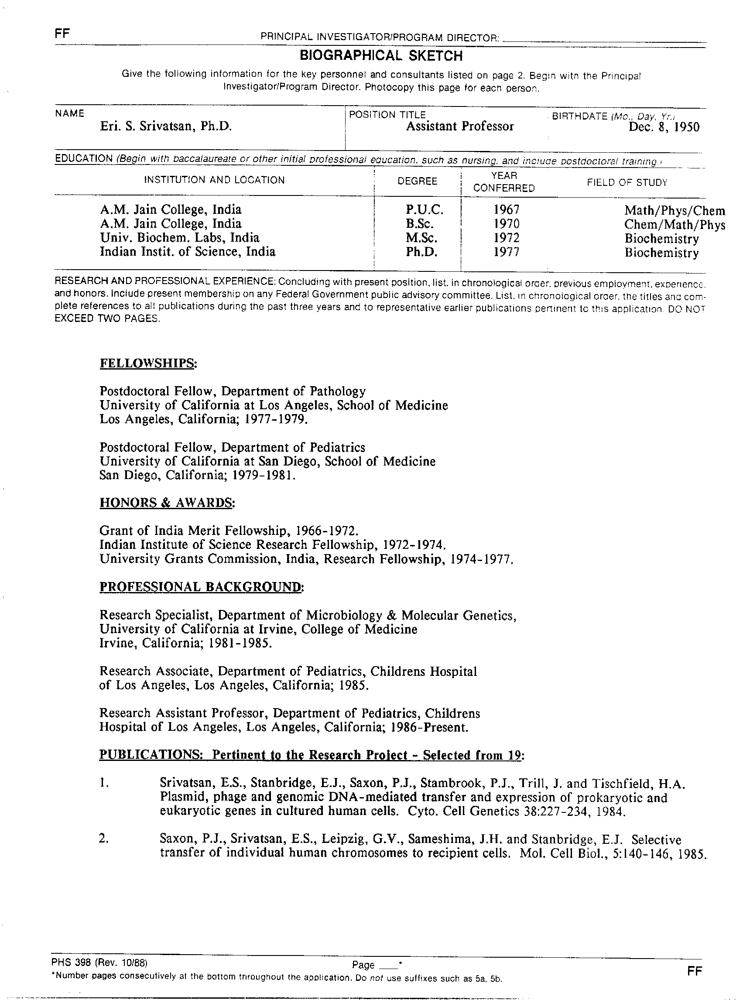 FF
PRINCIPAL INVESTIGATOR/PROGRAM DIRECTOR:
BIOGRAPHICAL SKETCH
Give the following information for the key personnel and consultants listed on page 2. Begin with the Principal
Investigator/Program Director. Photocopy this page for each person.
NAME
Eri. S. Srivatsan, Ph.D.
POSITION TITLE
Assistant Professor
BIRTHDATE (Mo., Day, Yr.)
Dec. 8, 1950
EDUCATION (Begin with baccalaureate or other initial professional education, such as nursing, and include postdoctoral training.)
INSTITUTION AND LOCATION DEGREE YEAR CONFERRED FIELD OF STUDY
A.M. Jain College, India P.U.C. 1967 Math/Phys/Chem
A.M. Jain College, India B.Sc. 1970 Chem/Math/Phys
Univ. Biochem. Labs, India M.Sc. 1972 Biochemistry
Indian Instit. of Science, India Ph.D. 1977 Biochemistry
RESEARCH AND PROFESSIONAL EXPERIENCE: Concluding with present position, list, in chronological order, previous employment, experience,
and honors. Include present membership on any Federal Government public advisory committee. List, in chronological order, the titles and com-
plete references to all publications during the past three years and to representative earlier publications pertinent to this application. DO NOT
EXCEED TWO PAGES.
FELLOWSHIPS:
Postdoctoral Fellow, Department of Pathology
University of California at Los Angeles, School of Medicine
Los Angeles, California; 1977-1979.
Postdoctoral Fellow, Department of Pediatrics
University of California at San Diego, School of Medicine
San Diego, California; 1979-1981.
HONORS & AWARDS:
Grant of India Merit Fellowship, 1966-1972.
Indian Institute of Science Research Fellowship, 1972-1974.
University Grants Commission, India, Research Fellowship, 1974-1977.
PROFESSIONAL BACKGROUND:
Research Specialist, Department of Microbiology & Molecular Genetics,
University of California at Irvine, College of Medicine
Irvine, California; 1981-1985.
Research Associate, Department of Pediatrics, Childrens Hospital
of Los Angeles, Los Angeles, California; 1985.
Research Assistant Professor, Department of Pediatrics, Childrens
Hospital of Los Angeles, Los Angeles, California; 1986-Present.
PUBLICATIONS: Pertinent to the Research Project - Selected from 19:
1. Srivatsan, E.S., Stanbridge, E.J., Saxon, P.J., Stambrook, P.J., Trill, J. and Tischfield, H.A.
Plasmid, phage and genomic DNA-mediated transfer and expression of prokaryotic and
eukaryotic genes in cultured human cells. Cyto. Cell Genetics 38:227-234, 1984.
2. Saxon, P.J., Srivatsan, E.S., Leipzig, G.V., Sameshima, J.H. and Stanbridge, E.J. Selective
transfer of individual human chromosomes to recipient cells. Mol. Cell Biol., 5:140-146, 1985.
PHS 398 (Rev. 10/88)
Page ___*
*Number pages consecutively at the bottom throughout the application. Do not use suffixes such as 5a, 5b.
FF